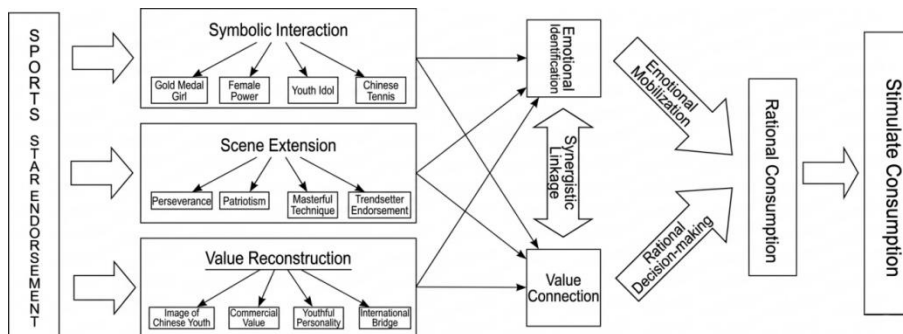 SPORTS STAR ENDORSEMENT
Symbolic Interaction
Gold Medal
Girl
Female
Power
Youth Idol
Chinese
Tennis
Scene Extension
Perseverance
Patriotism
Masterful
Technique
Trendsetter
Endorsement
Value Reconstruction
Image of
Chinese Youth
Commercial
Value
Youthful
Personality
International
Bridge
Emotional
Identification
Synergistic
Linkage
Value
Connection
Emotional
Mobilization
Rational
Decision-making
Rational Consumption
Stimulate Consumption